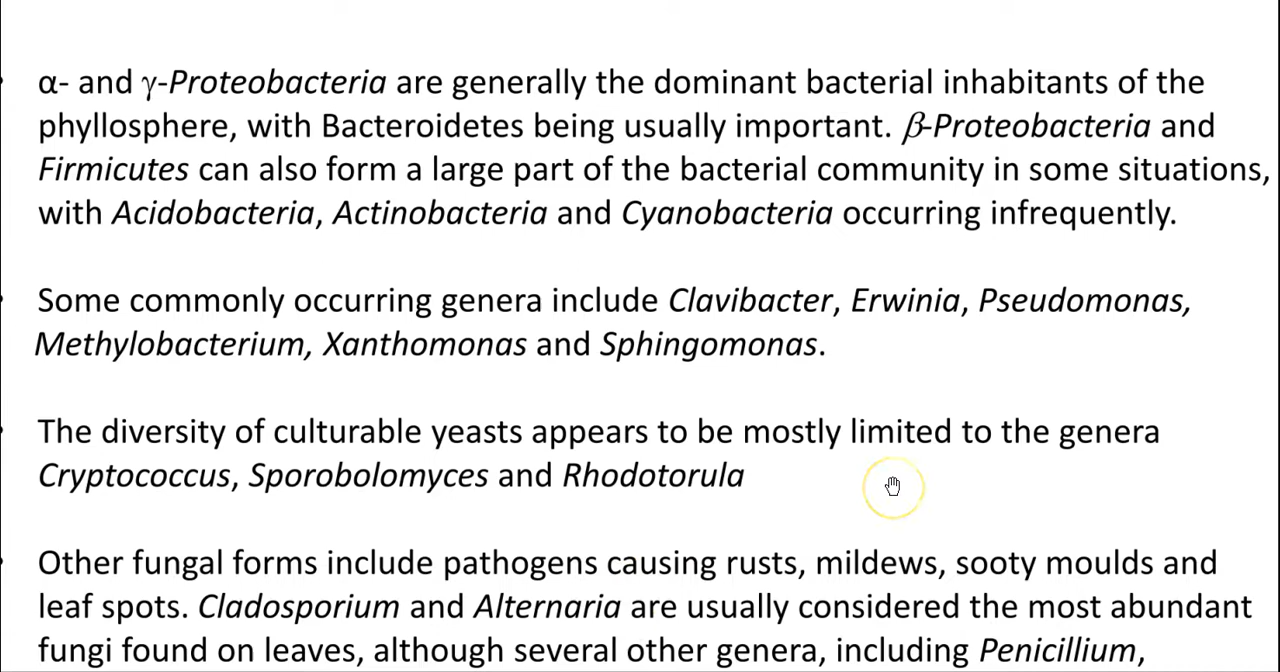 α- and γ-Proteobacteria are generally the dominant bacterial inhabitants of the
phyllosphere, with Bacteroidetes being usually important. β-Proteobacteria and
Firmicutes can also form a large part of the bacterial community in some situations,
with Acidobacteria, Actinobacteria and Cyanobacteria occurring infrequently.
Some commonly occurring genera include Clavibacter, Erwinia, Pseudomonas,
Methylobacterium, Xanthomonas and Sphingomonas.
The diversity of culturable yeasts appears to be mostly limited to the genera
Cryptococcus, Sporobolomyces and Rhodotorula
Other fungal forms include pathogens causing rusts, mildews, sooty moulds and
leaf spots. Cladosporium and Alternaria are usually considered the most abundant
fungi found on leaves, although several other genera, including Penicillium,